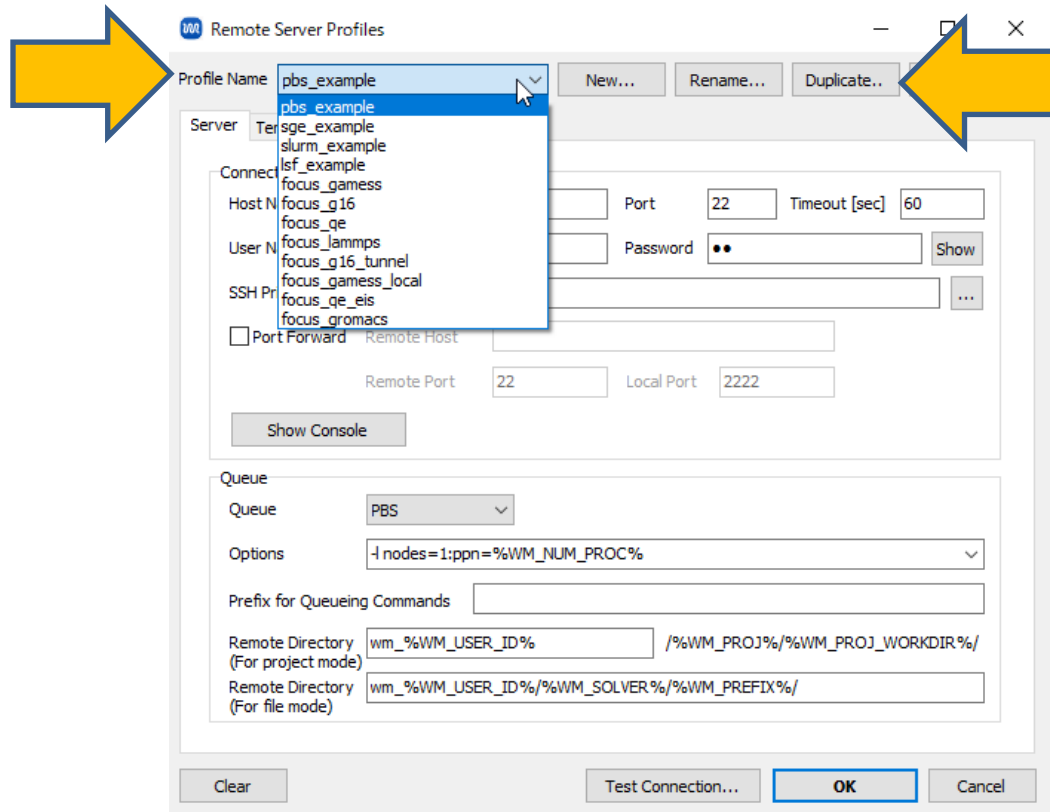 Remote Server Profiles
Profile Name pbs_example New... Rename... Duplicate..
pbs_example
Server
sge_example
slurm_example
lsf_example
focus_gamess
Port 22 Timeout [sec] 60
focus_g16
focus_qe
focus_lammps
Password Show
focus_g16_tunnel
focus_gamess_local
focus_qe_eis
...
focus_gromacs
Port Forward Remote Host
Remote Port 22 Local Port 2222
Show Console
Queue
Queue PBS
Options -l nodes=1:ppn=%WM_NUM_PROC%
Prefix for Queueing Commands
Remote Directory wm_%WM_USER_ID% /%WM_PROJ%/%WM_PROJ_WORKDIR%/
(For project mode)
Remote Directory wm_%WM_USER_ID%/%WM_SOLVER%/%WM_PREFIX%/
(For file mode)
Clear Test Connection... OK Cancel